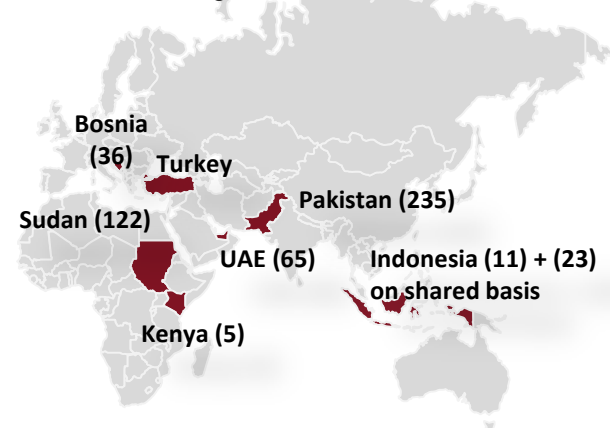 Bosnia
(36)
Turkey
Pakistan (235)
Sudan (122)
UAE (65)
Indonesia (11) + (23)
on shared basis
Kenya (5)